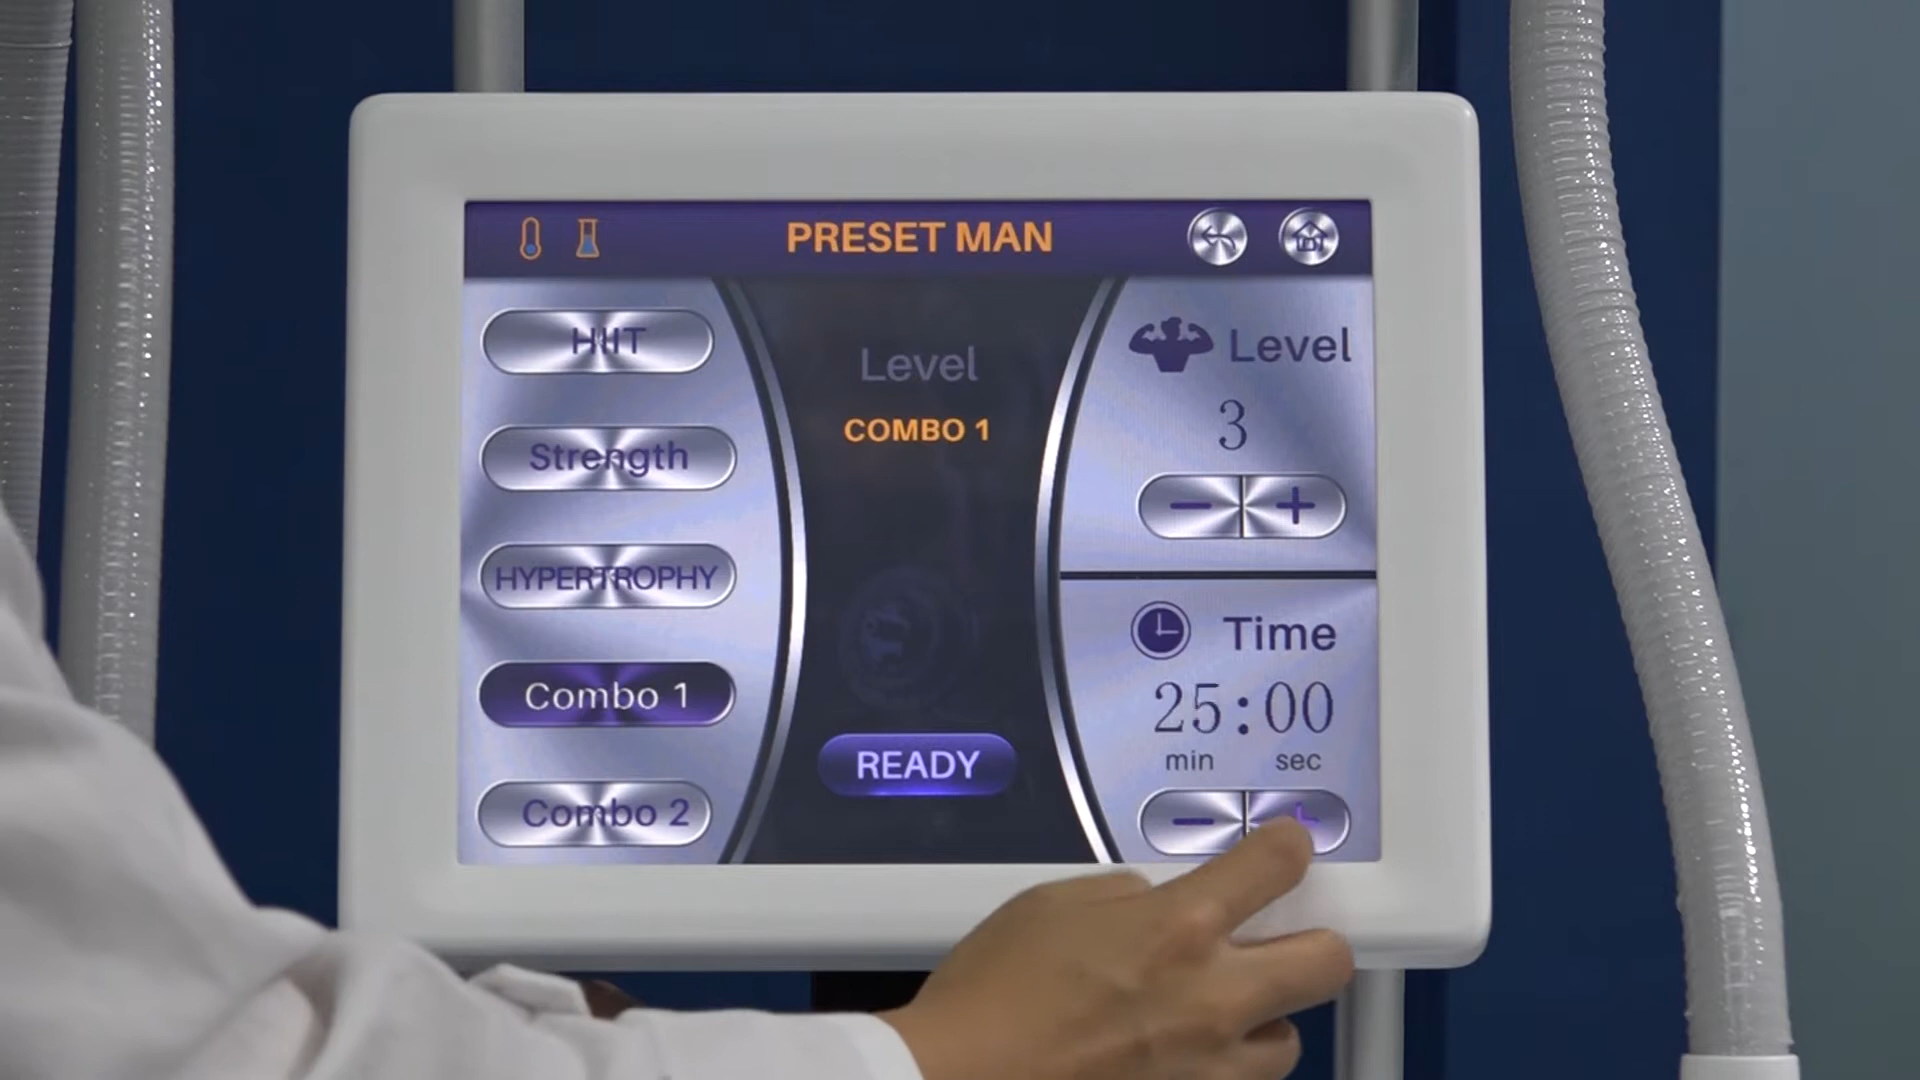 PRESET MAN
HIIT
Strength
HYPERTROPHY
Combo 1
Combo 2
Level
COMBO 1
READY
Level
3
− +
Time
25:00
min sec
− +